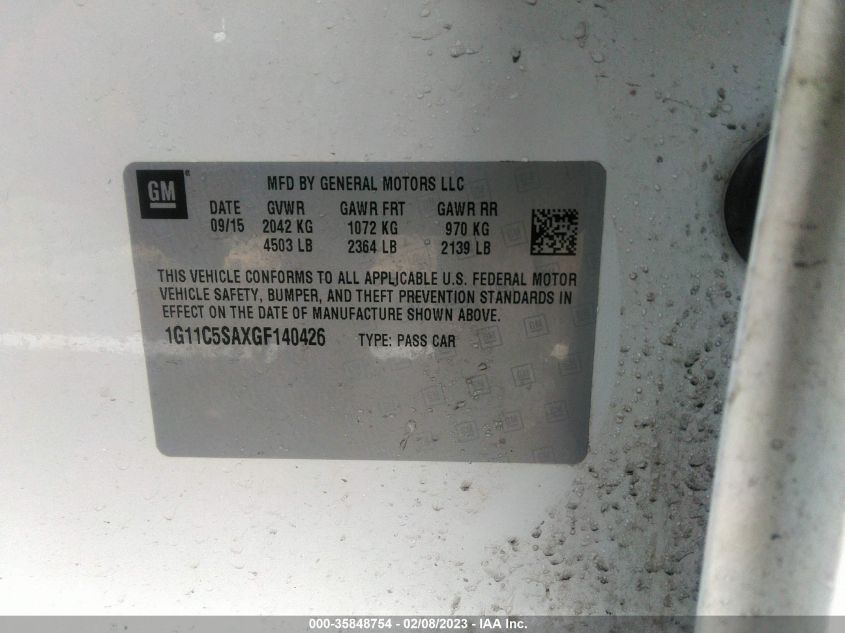 GM ® MFD BY GENERAL MOTORS LLC
DATE GVWR GAWR FRT GAWR RR
09/15 2042 KG 1072 KG 970 KG
4503 LB 2364 LB 2139 LB
THIS VEHICLE CONFORMS TO ALL APPLICABLE U.S. FEDERAL MOTOR
VEHICLE SAFETY, BUMPER, AND THEFT PREVENTION STANDARDS IN
EFFECT ON THE DATE OF MANUFACTURE SHOWN ABOVE.
1G11C5SAXGF140426 TYPE: PASS CAR
000-35848754 - 02/08/2023 - IAA Inc.